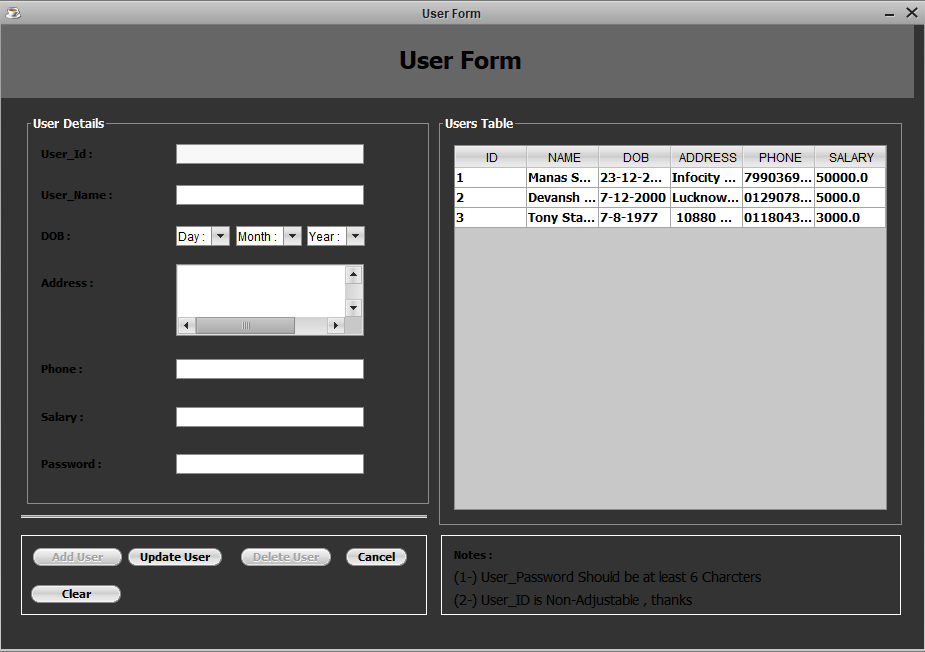 User Form
User Form
User Details
User_Id :
User_Name :
DOB :
Day : Month : Year :
Address :
Phone :
Salary :
Password :
Add User Update User Delete User Cancel
Clear
Users Table
ID NAME DOB ADDRESS PHONE SALARY
1 Manas S... 23-12-2... Infocity ... 7990369... 50000.0
2 Devansh ... 7-12-2000 Lucknow... 0129078... 5000.0
3 Tony Sta... 7-8-1977 10880 ... 0118043... 3000.0
Notes :
(1-) User_Password Should be at least 6 Charcters
(2-) User_ID is Non-Adjustable , thanks